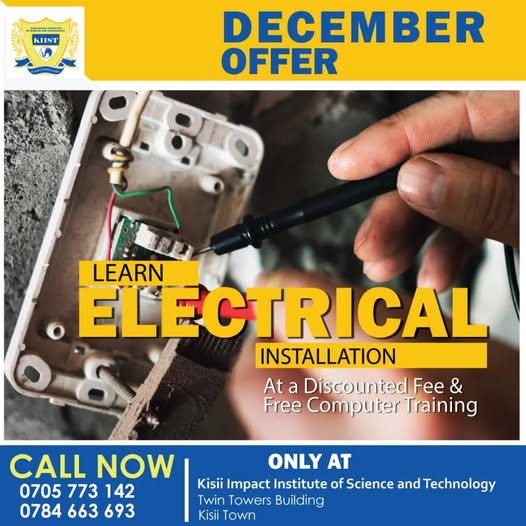 KIIST
DECEMBER
OFFER
LEARN
ELECTRICAL
INSTALLATION
At a Discounted Fee &
Free Computer Training
CALL NOW
0705 773 142
0784 663 693
ONLY AT
Kisii Impact Institute of Science and Technology
Twin Towers Building
Kisii Town